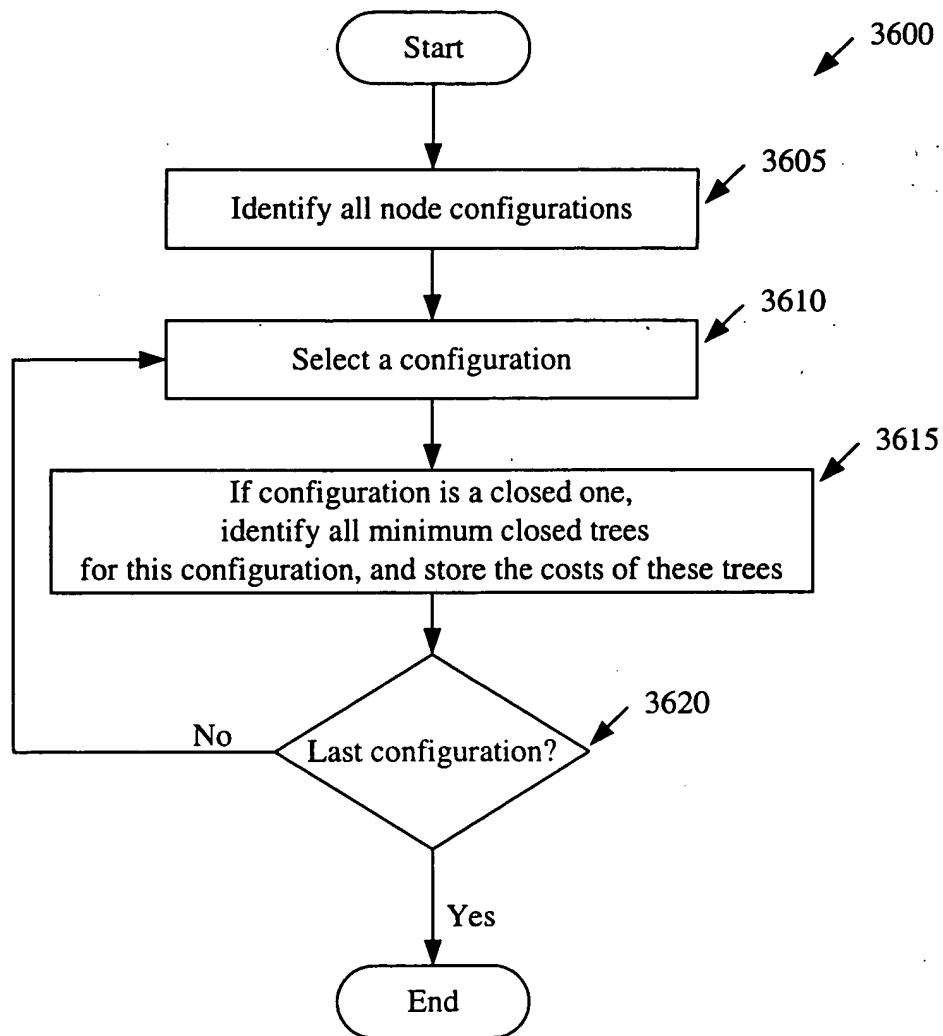 Start
3600
3605
Identify all node configurations
3610
Select a configuration
3615
If configuration is a closed one,
identify all minimum closed trees
for this configuration, and store the costs of these trees
3620
No
Last configuration?
Yes
End